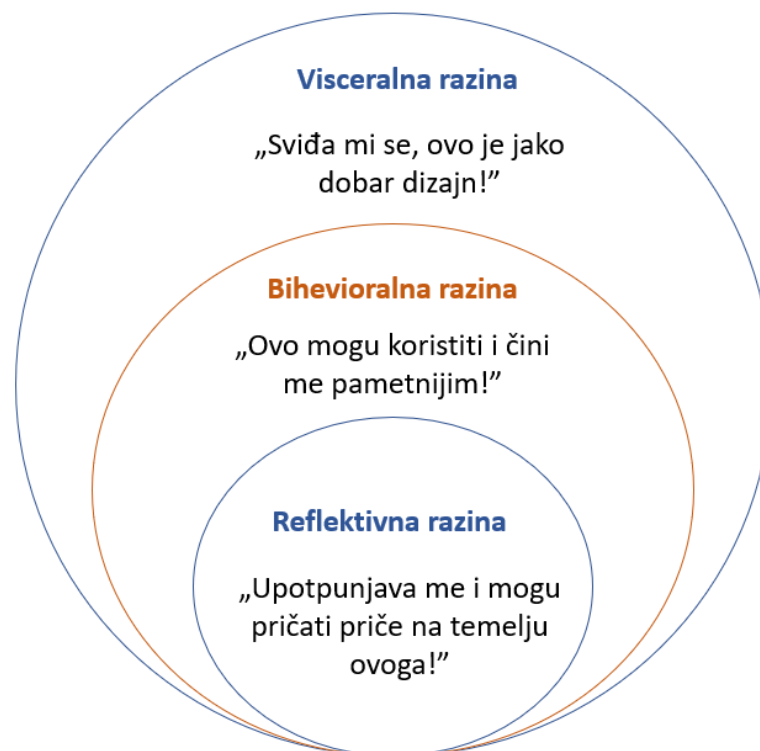 Visceralna razina
„Sviđa mi se, ovo je jako
dobar dizajn!”
Bihevioralna razina
„Ovo mogu koristiti i čini
me pametnijim!”
Reflektivna razina
„Upotpunjava me i mogu
pričati priče na temelju
ovoga!”